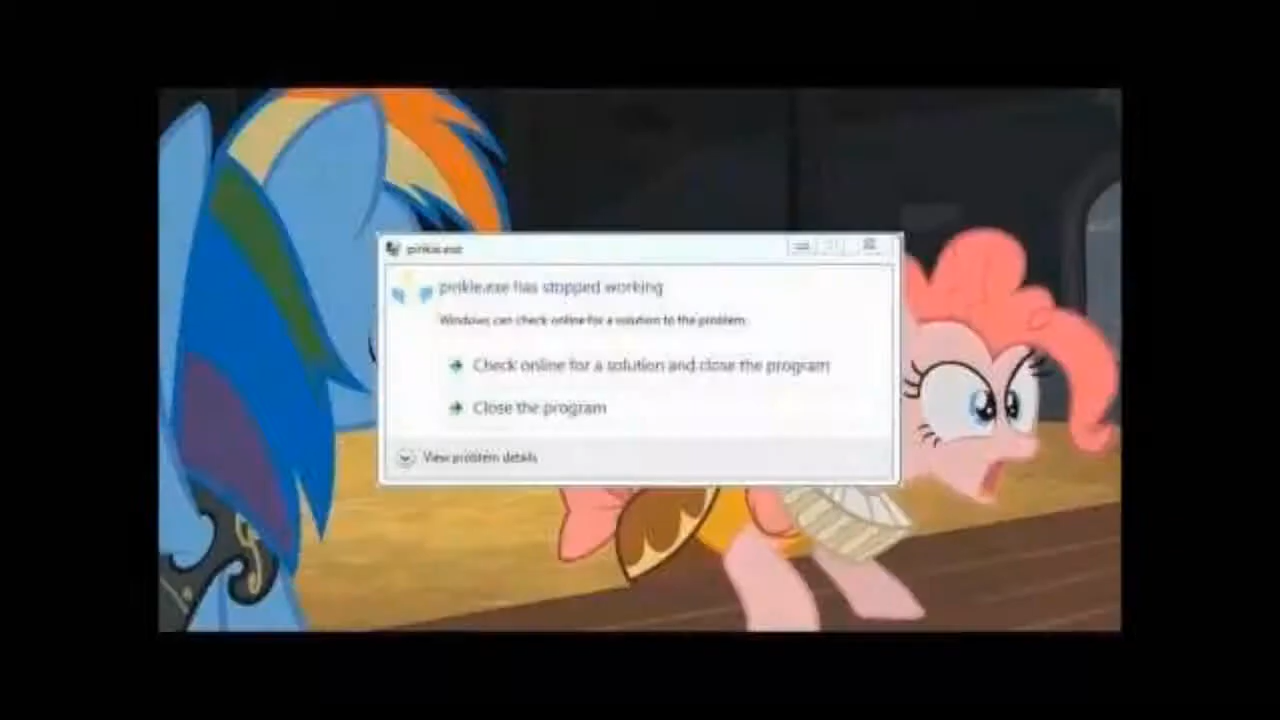 pinkie.exe
pinkie.exe has stopped working
Windows can check online for a solution to the problem.
Check online for a solution and close the program
Close the program
View problem details